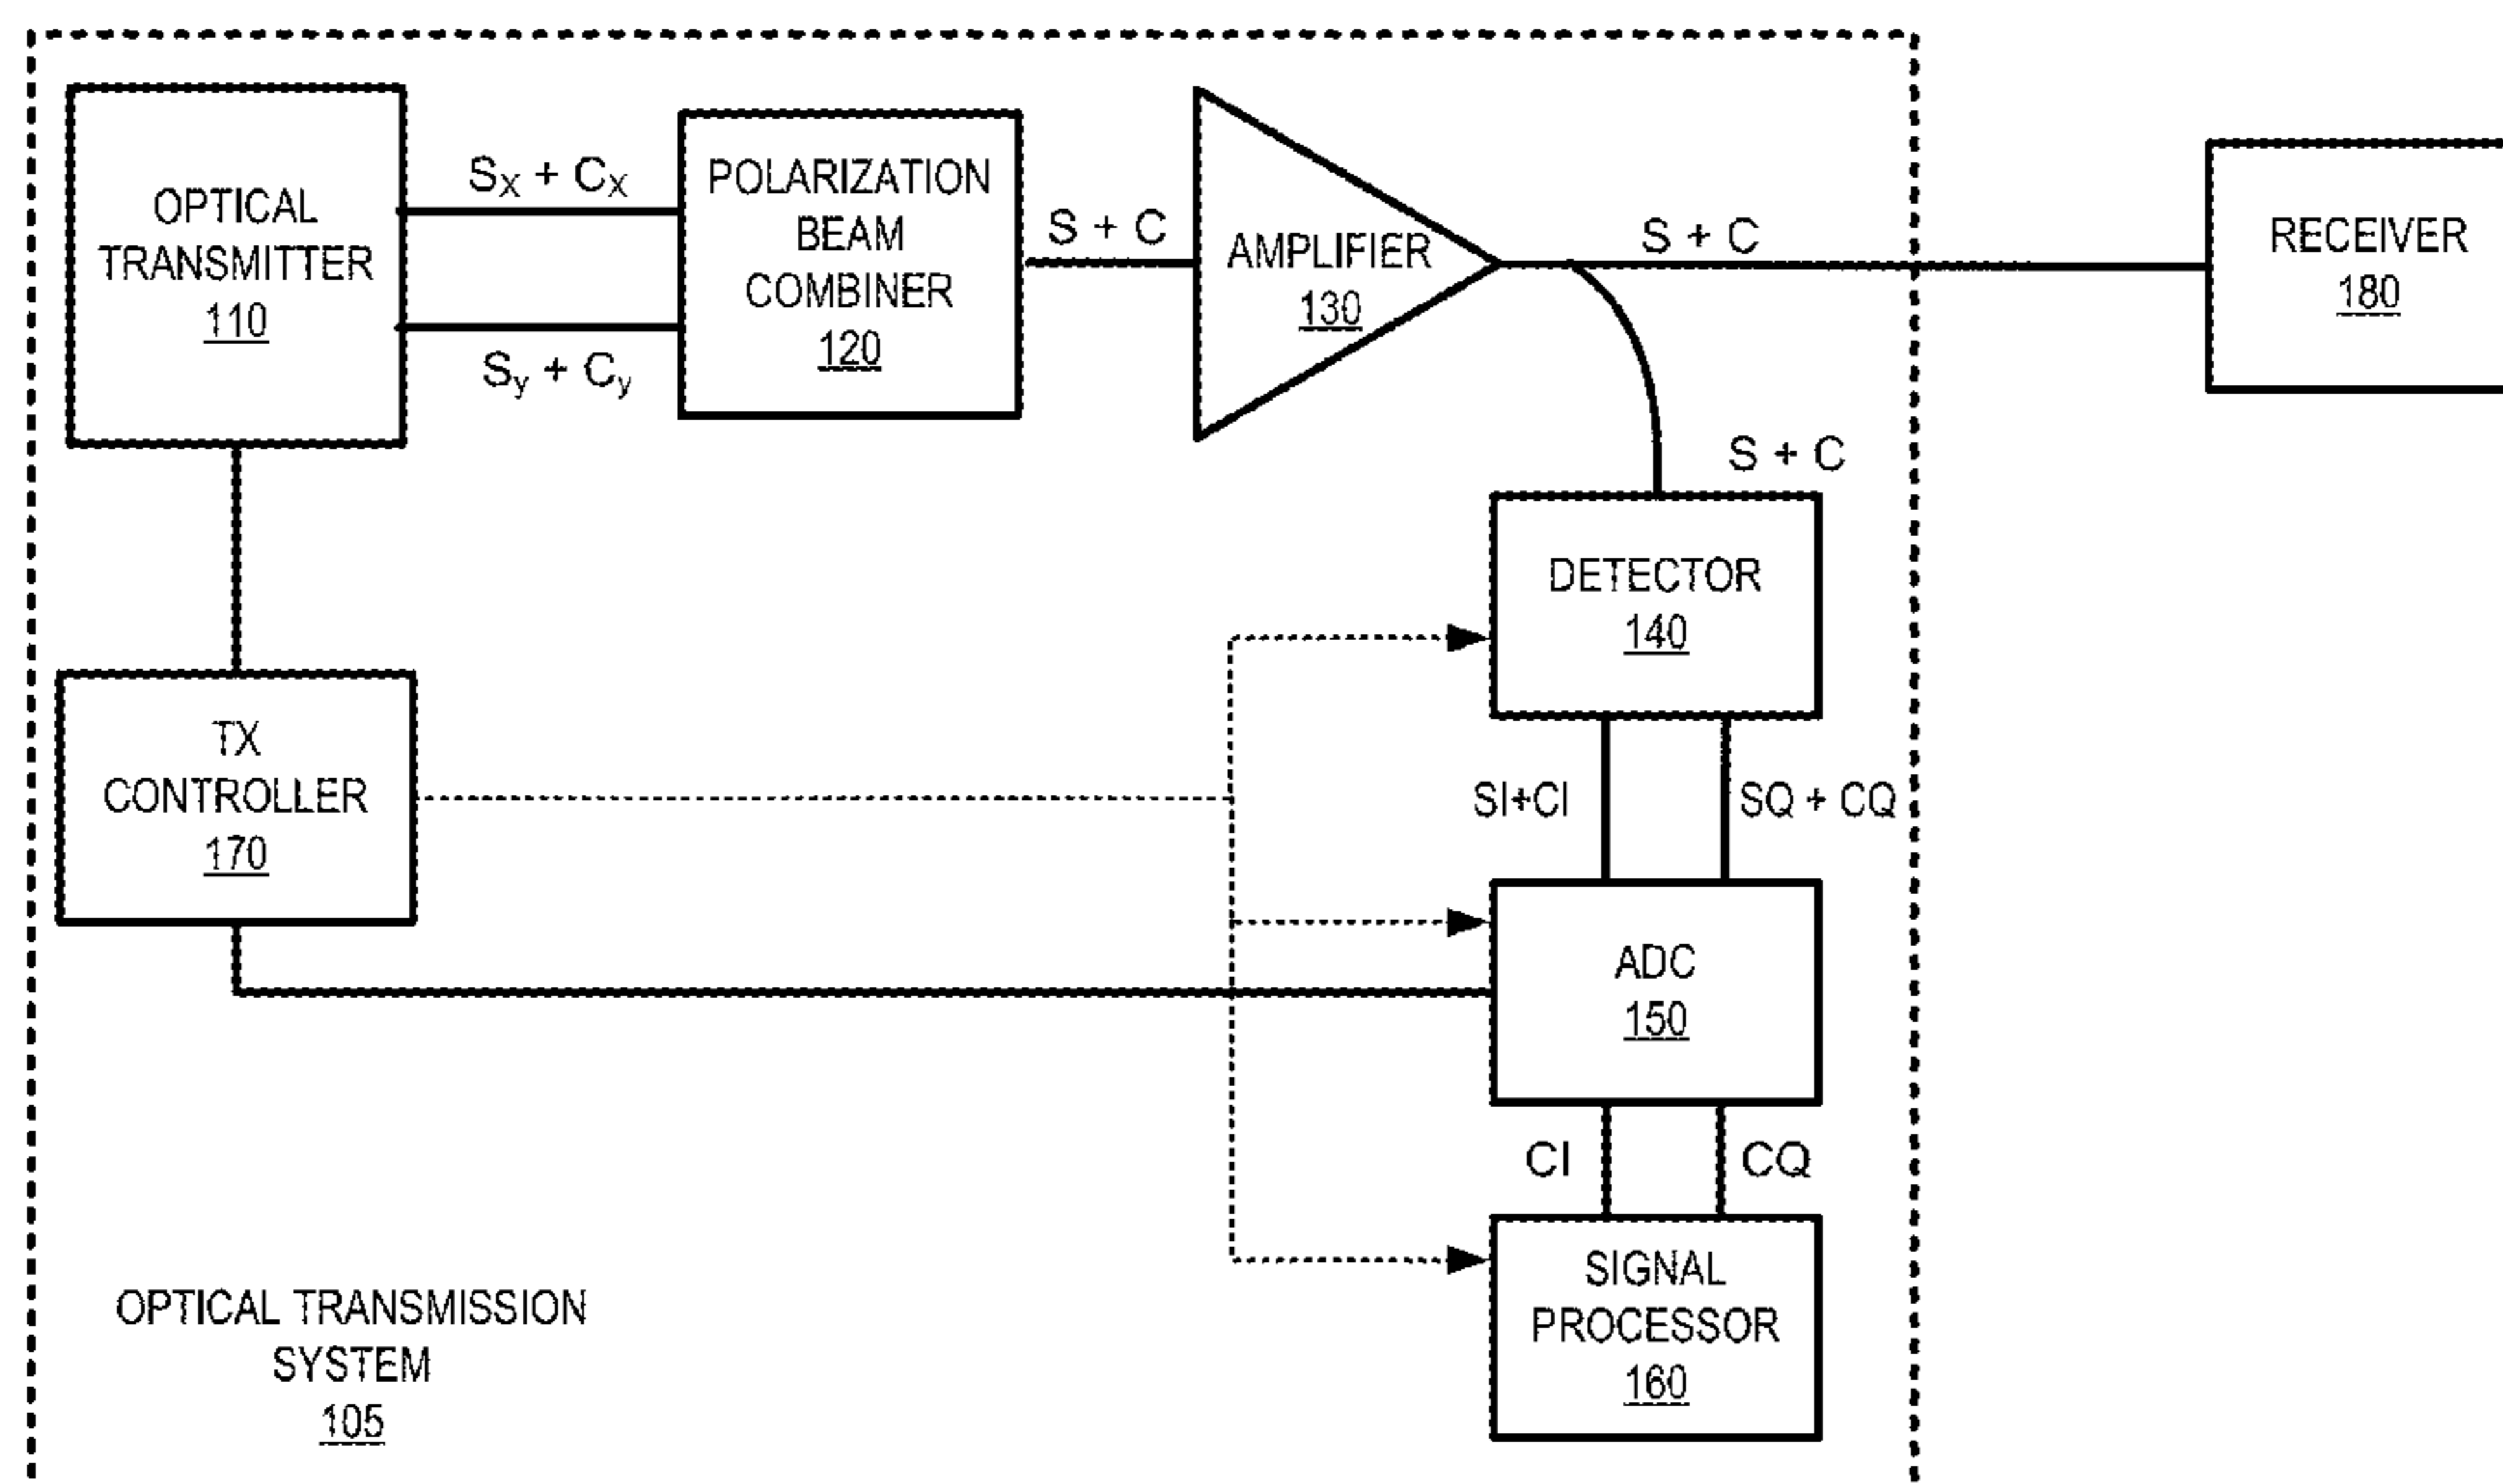 OPTICAL
TRANSMITTER
110
Sx + Cx
Sy + Cy
POLARIZATION
BEAM
COMBINER
120
S + C
AMPLIFIER
130
S + C
RECEIVER
180
S + C
DETECTOR
140
TX
CONTROLLER
170
SI+CI
SQ + CQ
ADC
150
CI
CQ
SIGNAL
PROCESSOR
160
OPTICAL TRANSMISSION
SYSTEM
105